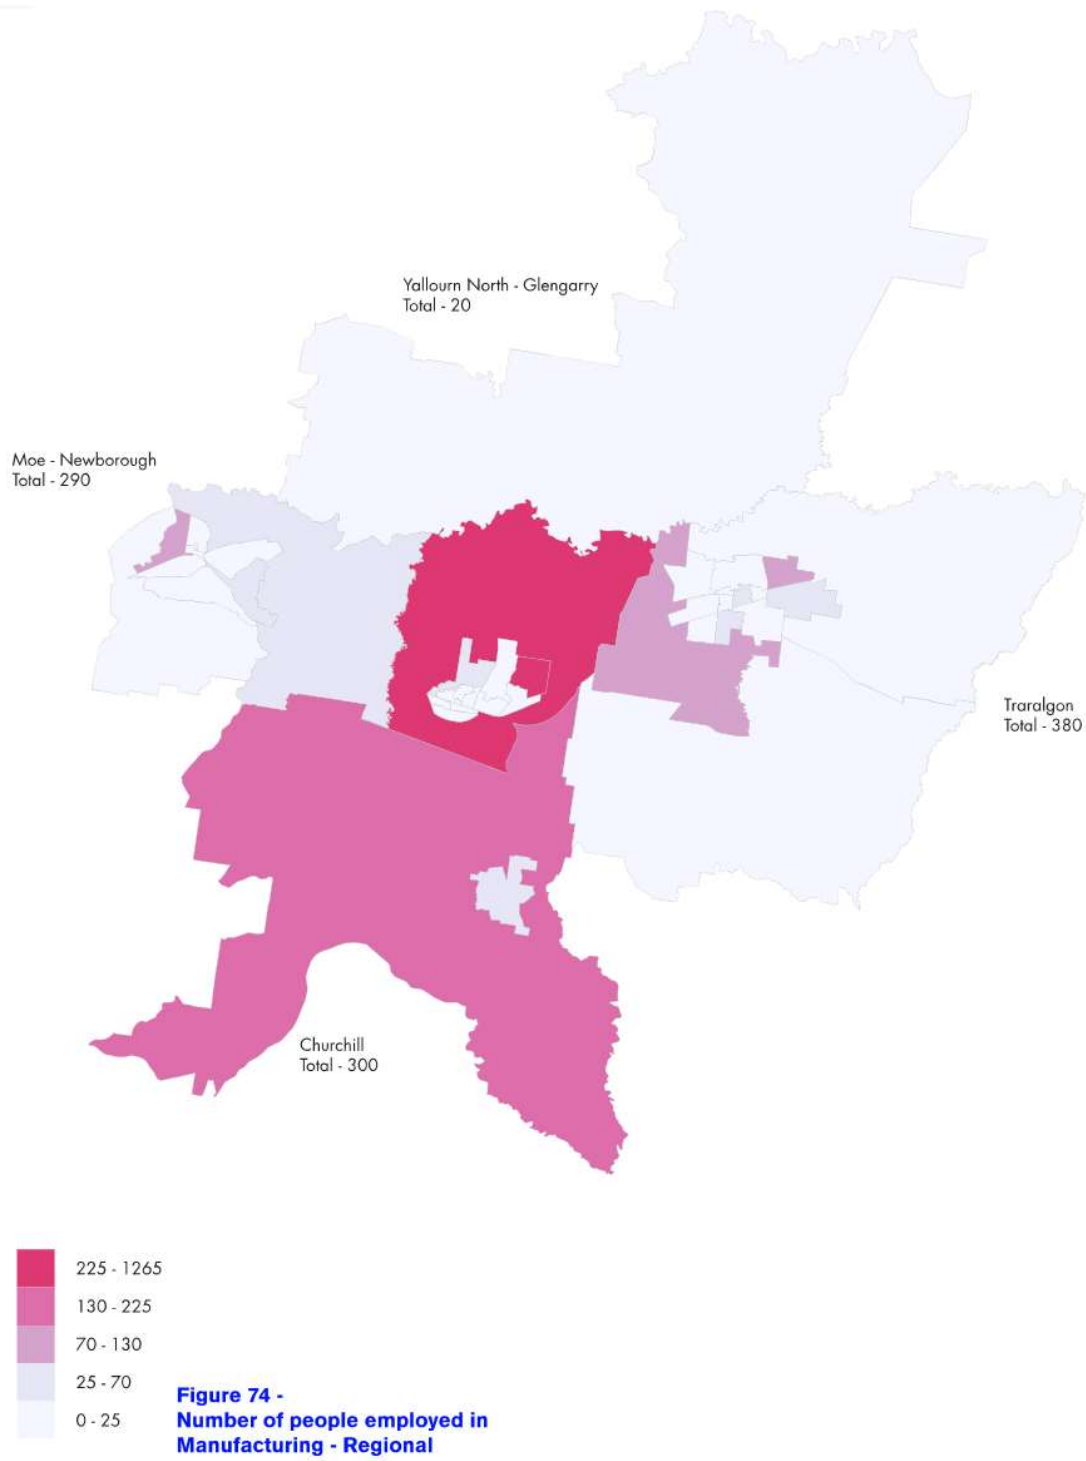 Yallourn North - Glengarry
Total - 20
Moe - Newborough
Total - 290
Traralgon
Total - 380
Churchill
Total - 300
225 - 1265
130 - 225
70 - 130
25 - 70
0 - 25
Figure 74 -
Number of people employed in
Manufacturing - Regional